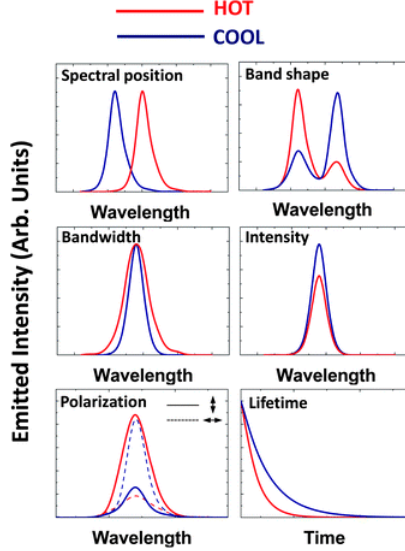 HOT
COOL
Spectral position
Band shape
Wavelength
Wavelength
Bandwidth
Intensity
Wavelength
Wavelength
Polarization
Lifetime
Wavelength
Time
Emitted Intensity (Arb. Units)